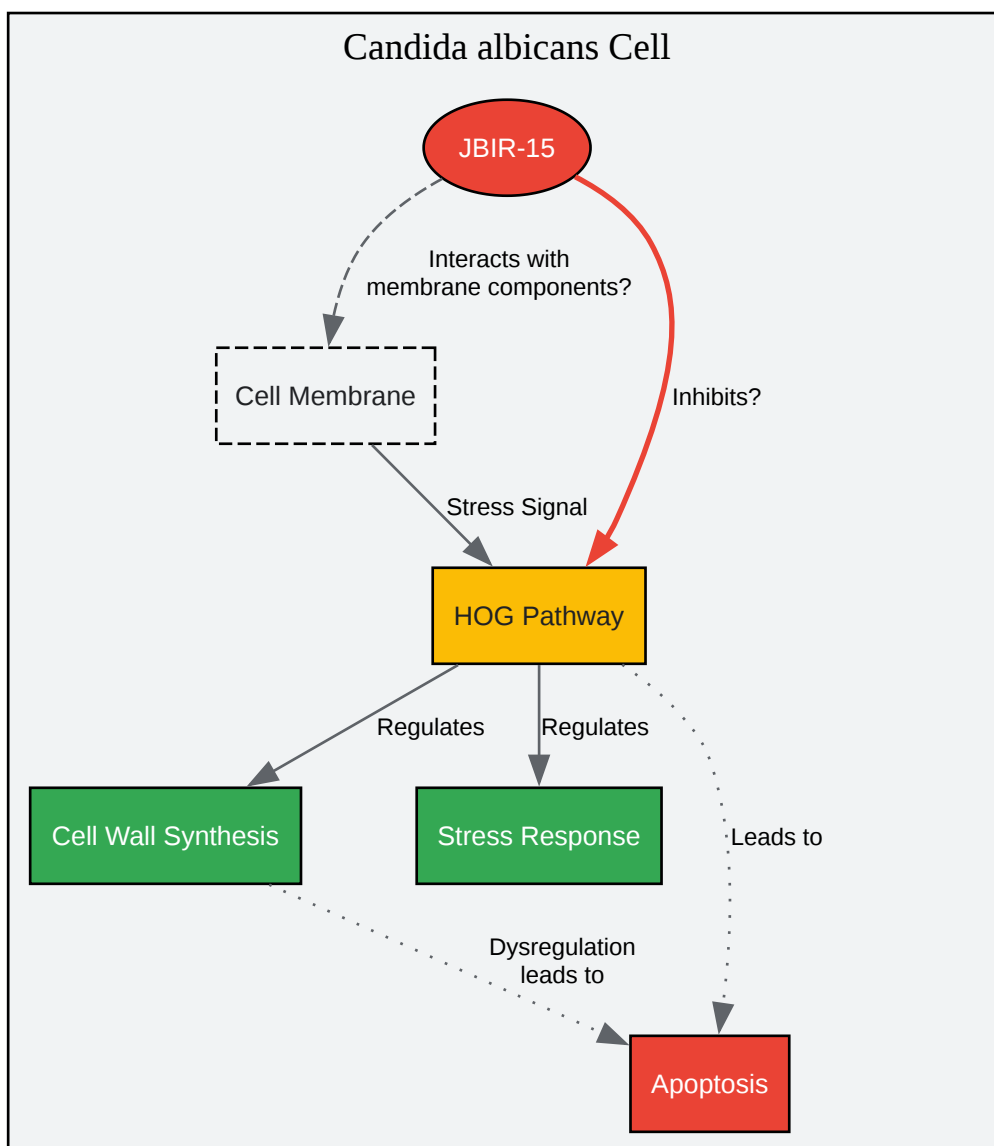 Candida albicans Cell
JBIR-15
Interacts with
membrane components?
Cell Membrane
Inhibits?
Stress Signal
HOG Pathway
Regulates
Regulates
Cell Wall Synthesis
Stress Response
Leads to
Dysregulation
leads to
Apoptosis